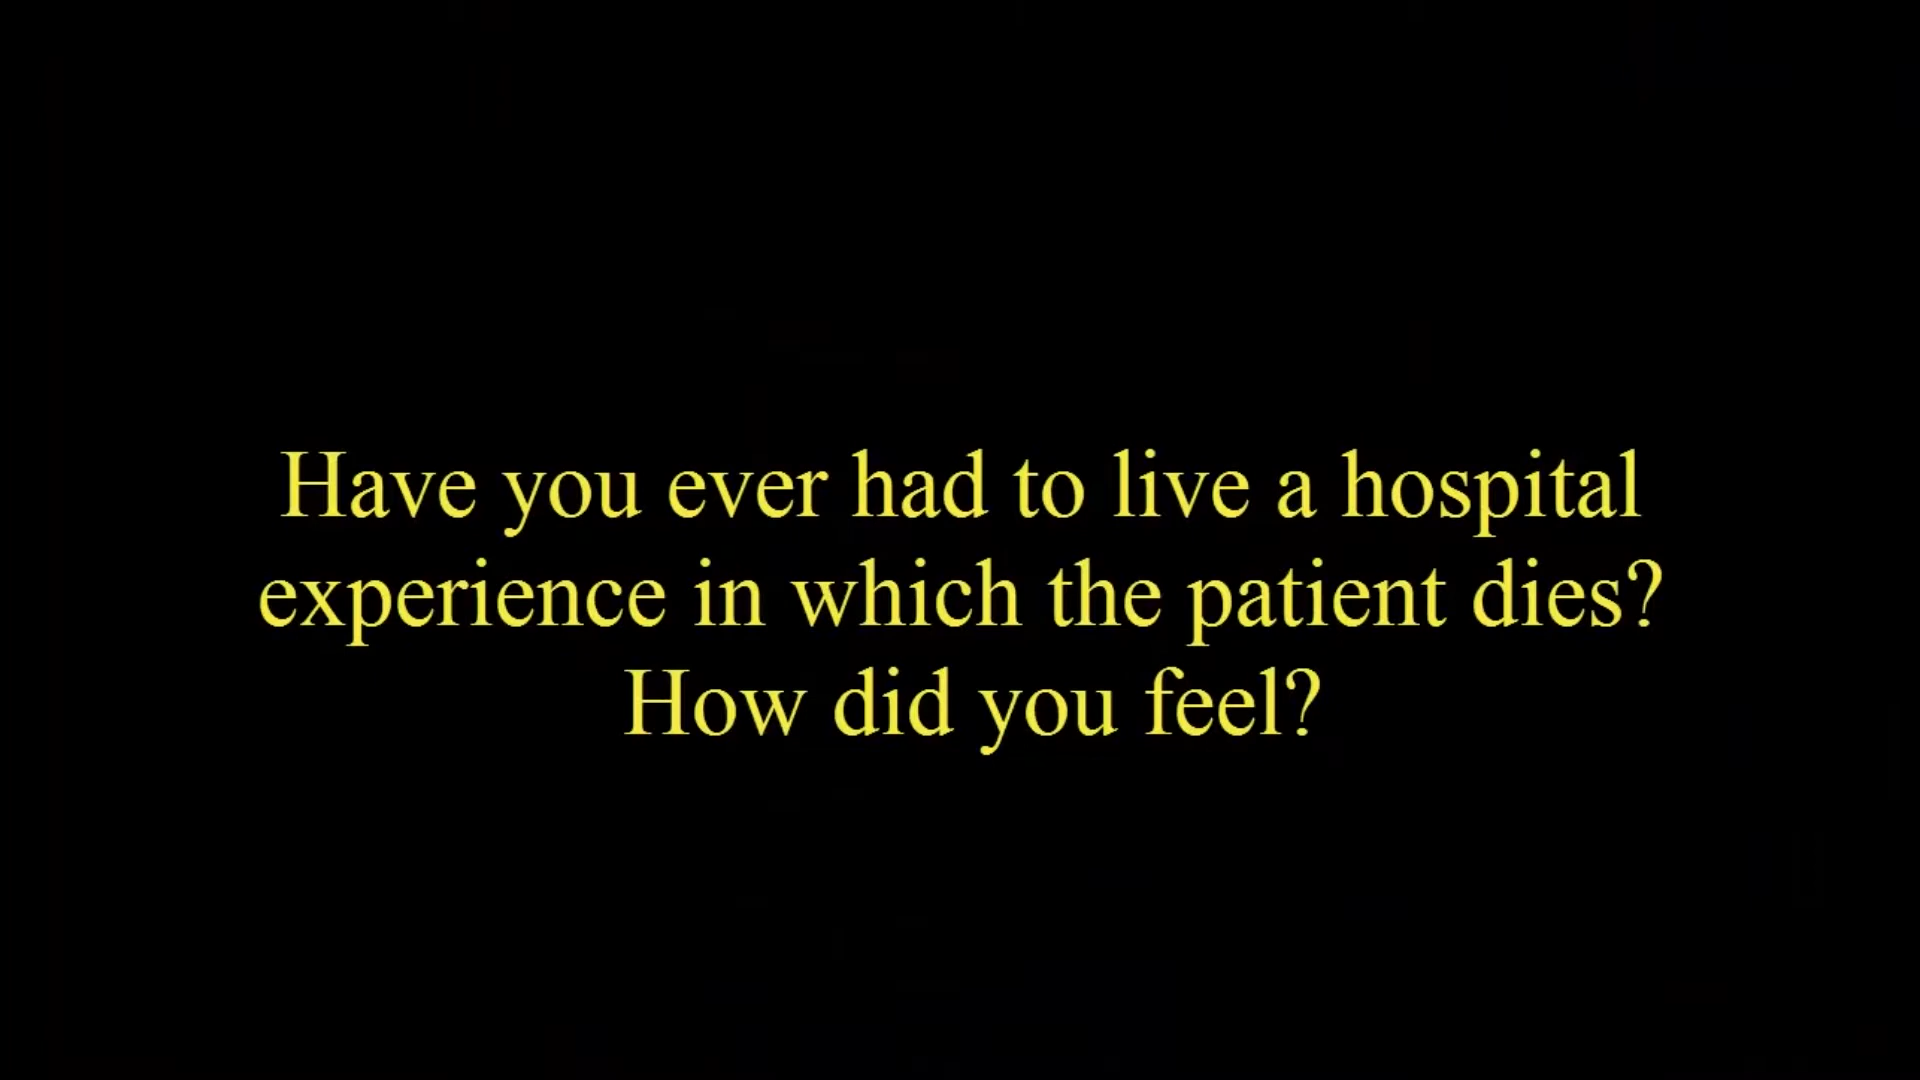 Have you ever had to live a hospital
experience in which the patient dies?
How did you feel?